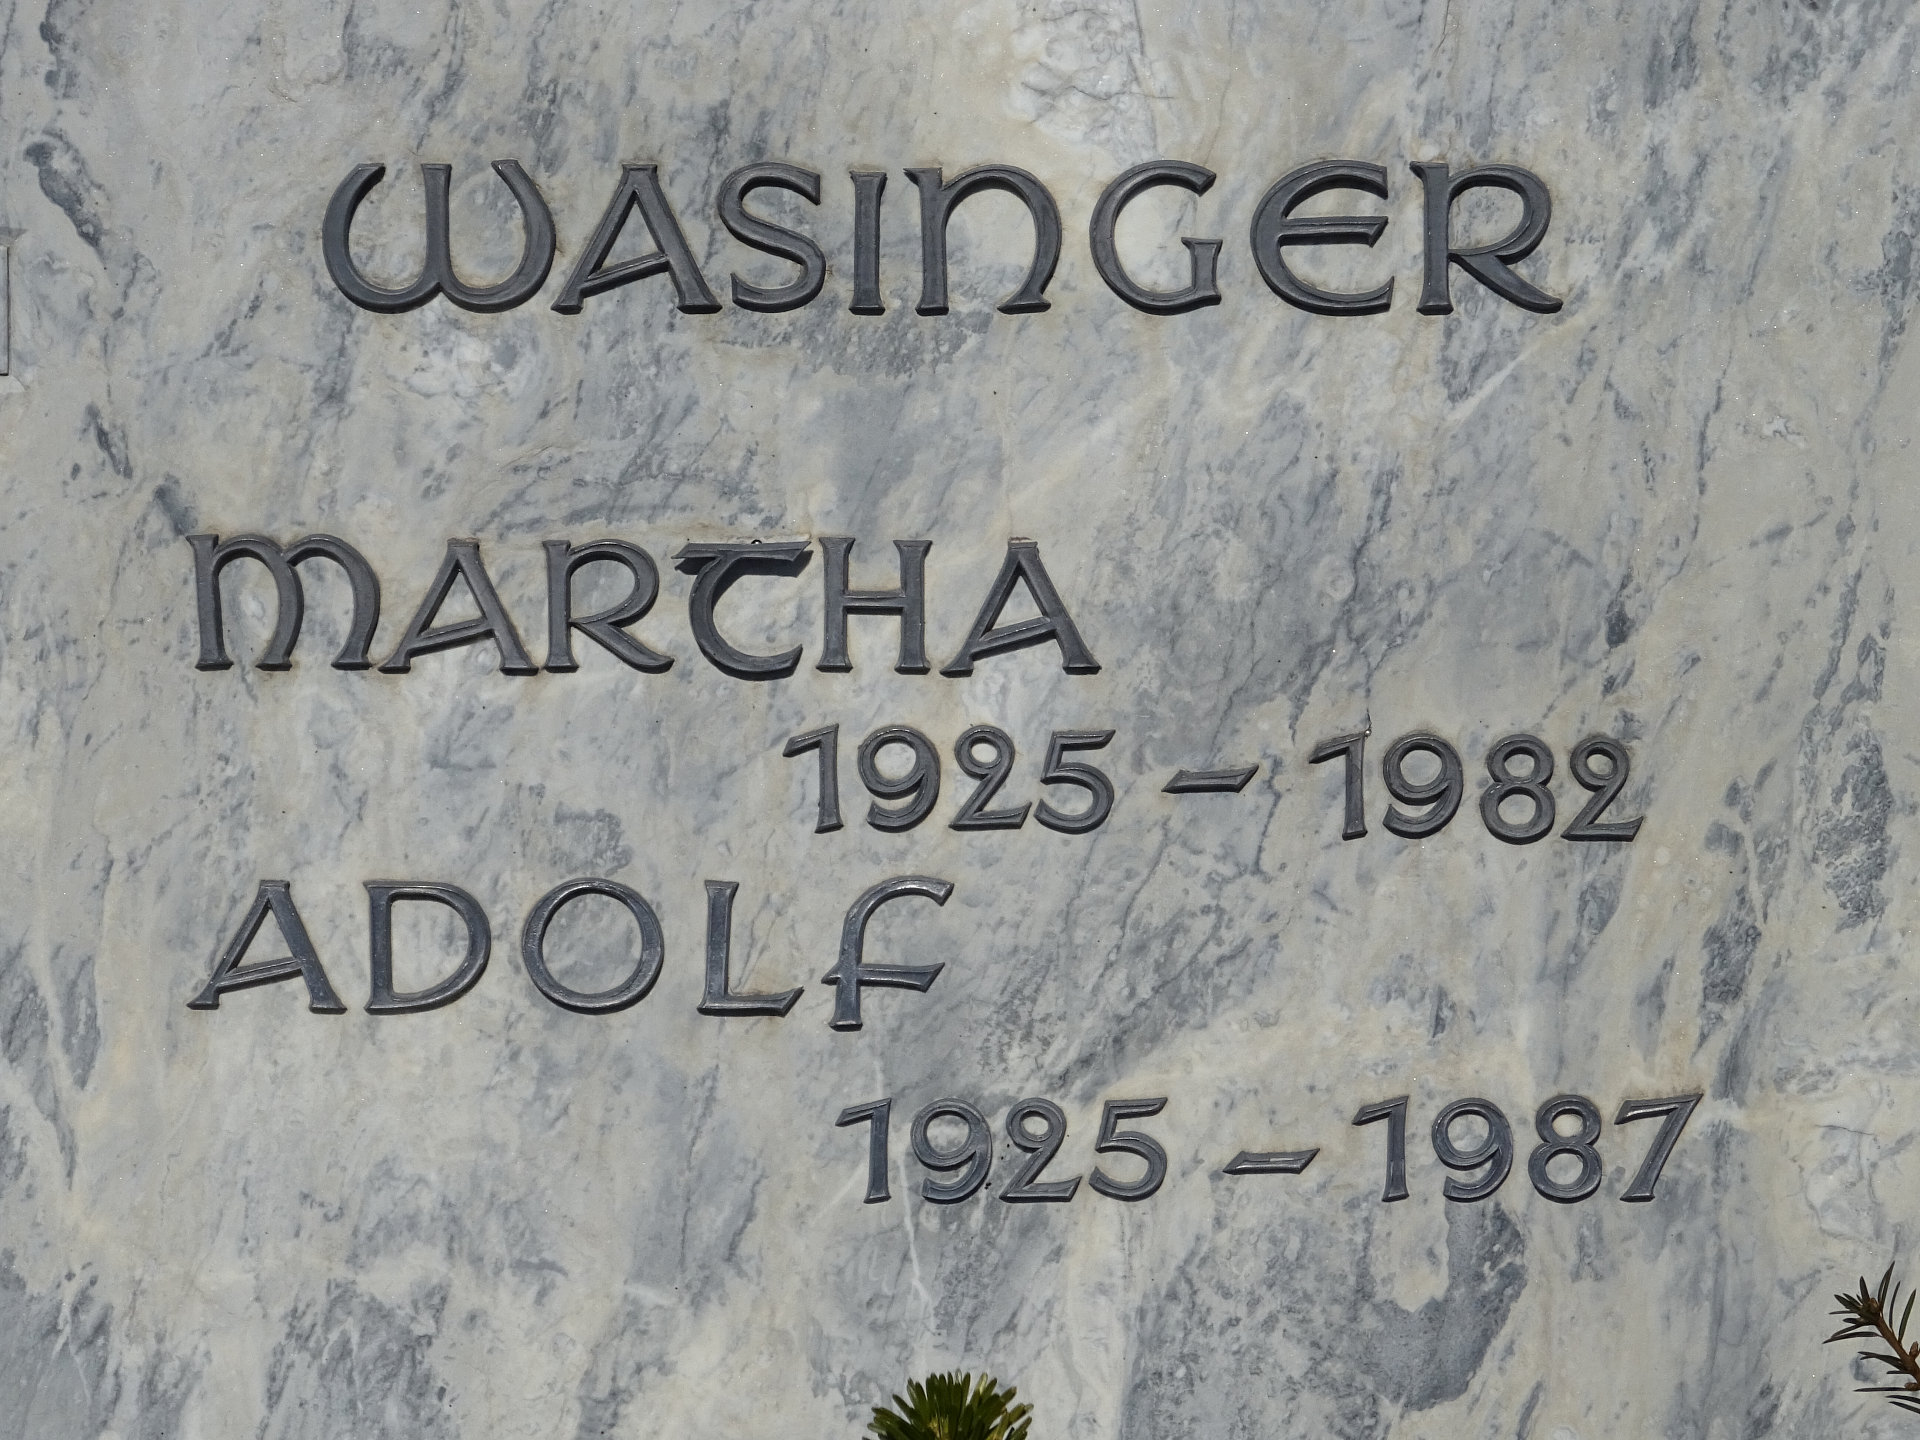 WASINGER
MARTHA
1925 – 1982
ADOLF
1925 – 1987